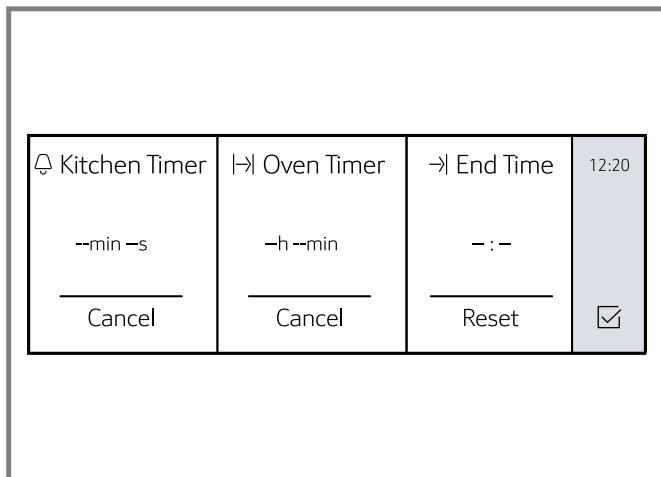 Kitchen Timer
--min –s
Cancel
Oven Timer
–h --min
Cancel
End Time
– : –
Reset
12:20